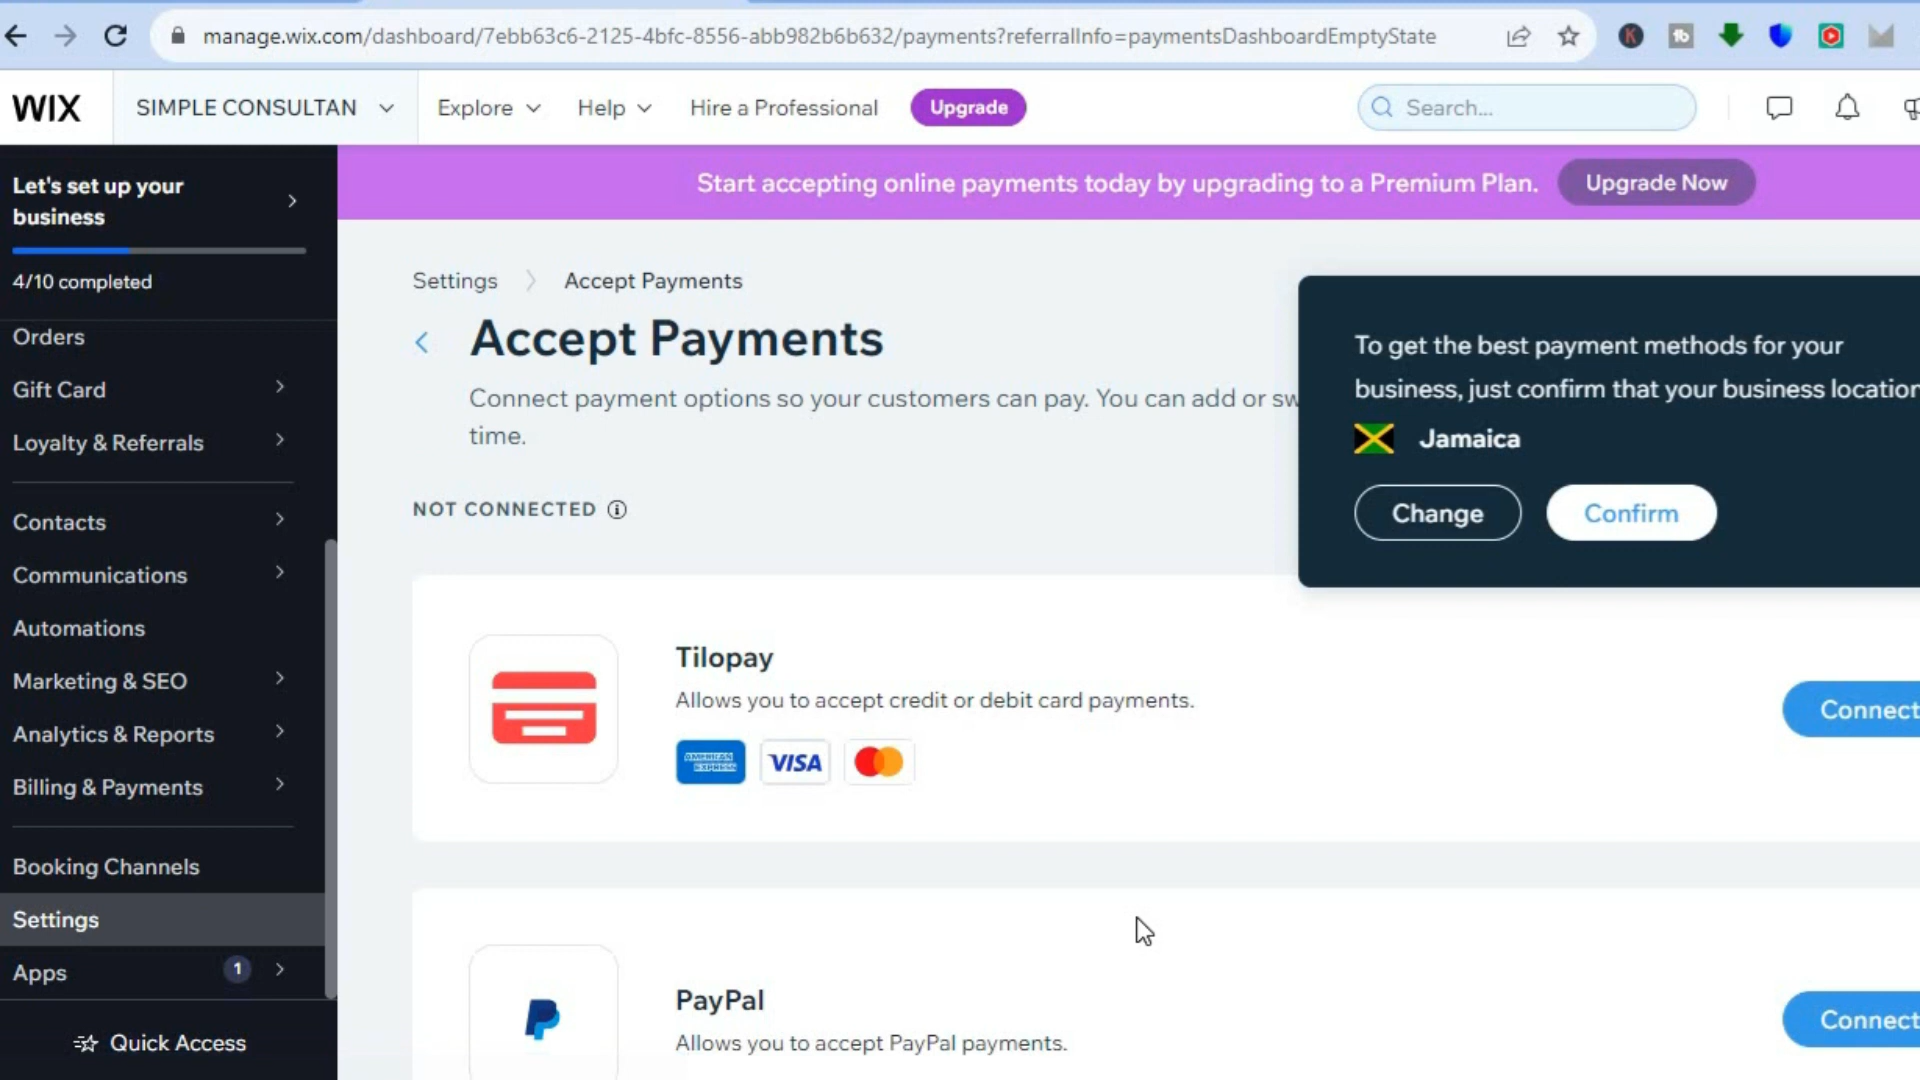 manage.wix.com/dashboard/7ebb63c6-2125-4bfc-8556-abb982b6b632/payments?referralInfo=paymentsDashboardEmptyState
WIX
SIMPLE CONSULTAN
Explore
Help
Hire a Professional
Upgrade
Search...
Let's set up your
business
4/10 completed
Orders
Gift Card
Loyalty & Referrals
Contacts
Communications
Automations
Marketing & SEO
Analytics & Reports
Billing & Payments
Booking Channels
Settings
Apps
1
Quick Access
Start accepting online payments today by upgrading to a Premium Plan.
Upgrade Now
Settings
Accept Payments
Accept Payments
Connect payment options so your customers can pay. You can add or sw
time.
NOT CONNECTED
To get the best payment methods for your
business, just confirm that your business location
Jamaica
Change
Confirm
Tilopay
Allows you to accept credit or debit card payments.
AMERICAN
EXPRESS
VISA
Connect
PayPal
Allows you to accept PayPal payments.
Connect